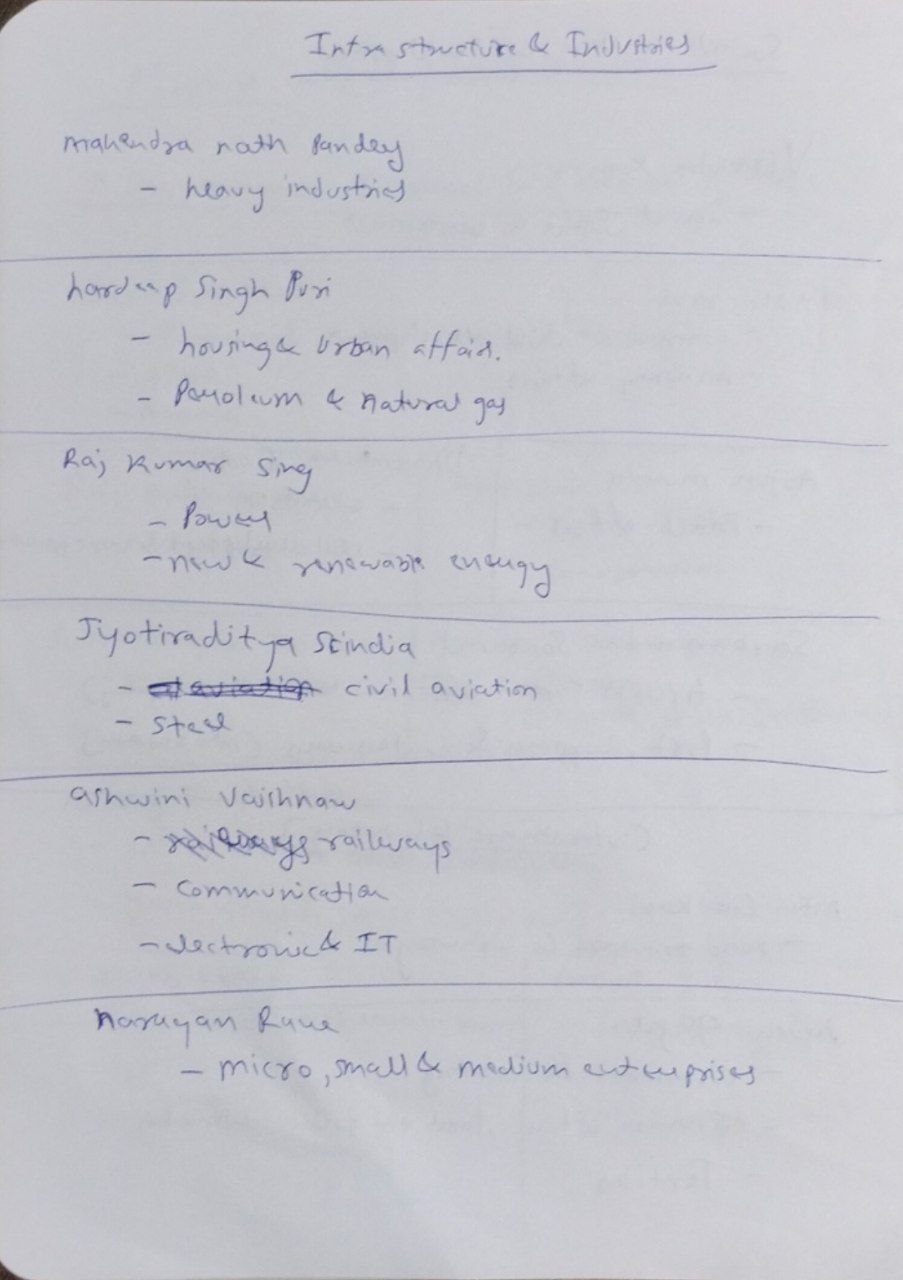 Infrastructure & Industries
Mahendra nath Pandey
- heavy industries
hardeep Singh Puri
- housing & Urban affairs.
- Petroleum & natural gas
Raj Kumar Sing
- Power
- new & renewable energy
Jyotiraditya Scindia
- civil aviation
- Steel
ashwini Vaishnaw
- railways
- Communication
- electronic & IT
Narayan Rane
- micro, small & medium enterprises